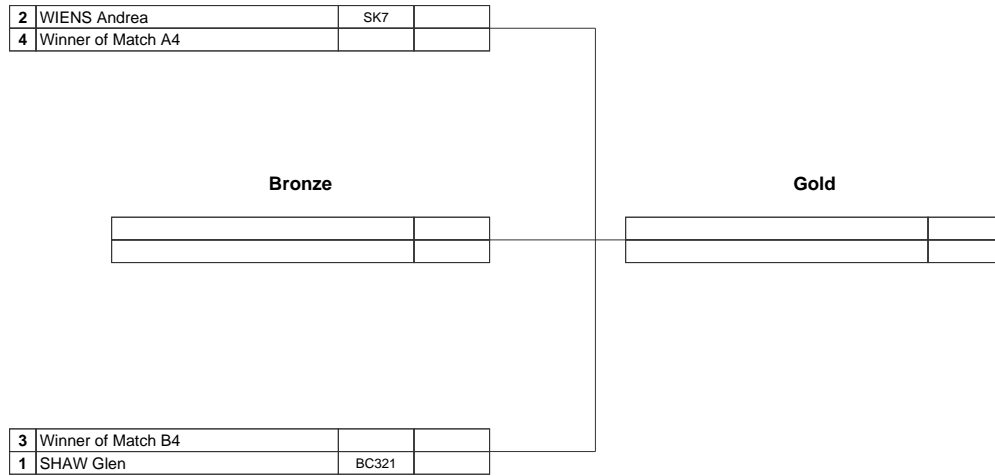 2 WIENS Andrea SK7
4 Winner of Match A4
Bronze Gold
3 Winner of Match B4
1 SHAW Glen BC321